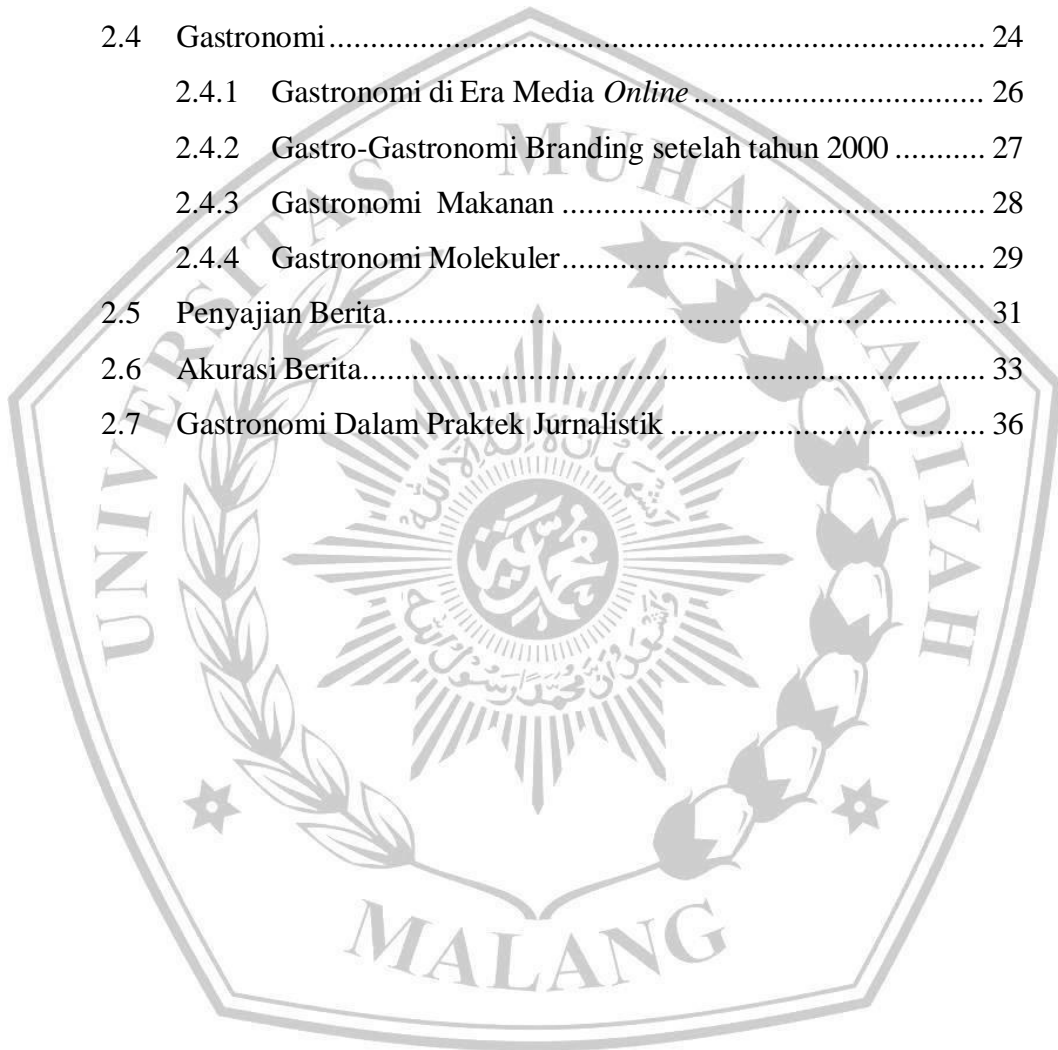 2.4 Gastronomi.......................................................................... 24
2.4.1 Gastronomi di Era Media Online................................. 26
2.4.2 Gastro-Gastronomi Branding setelah tahun 2000........... 27
2.4.3 Gastronomi Makanan................................................ 28
2.4.4 Gastronomi Molekuler............................................... 29
2.5 Penyajian Berita.................................................................... 31
2.6 Akurasi Berita....................................................................... 33
2.7 Gastronomi Dalam Praktek Jurnalistik................................... 36
UNIVERSITAS MUHAMMADIYAH
MALANG